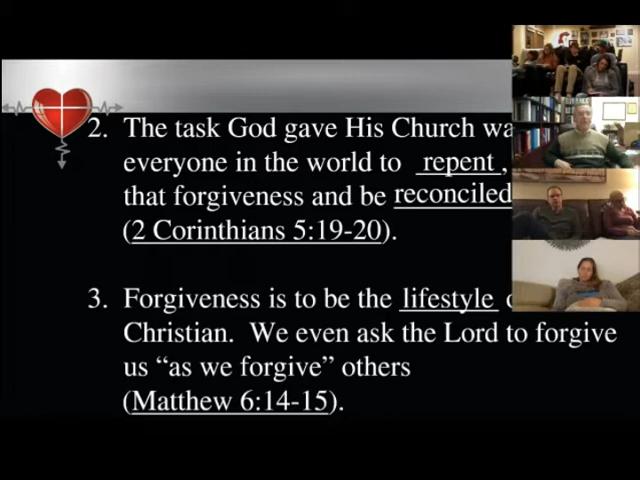 2. The task God gave His Church
everyone in the world to repent,
that forgiveness and be reconciled
(2 Corinthians 5:19-20).
3. Forgiveness is to be the lifestyle
Christian. We even ask the Lord to forgive
us “as we forgive” others
(Matthew 6:14-15).